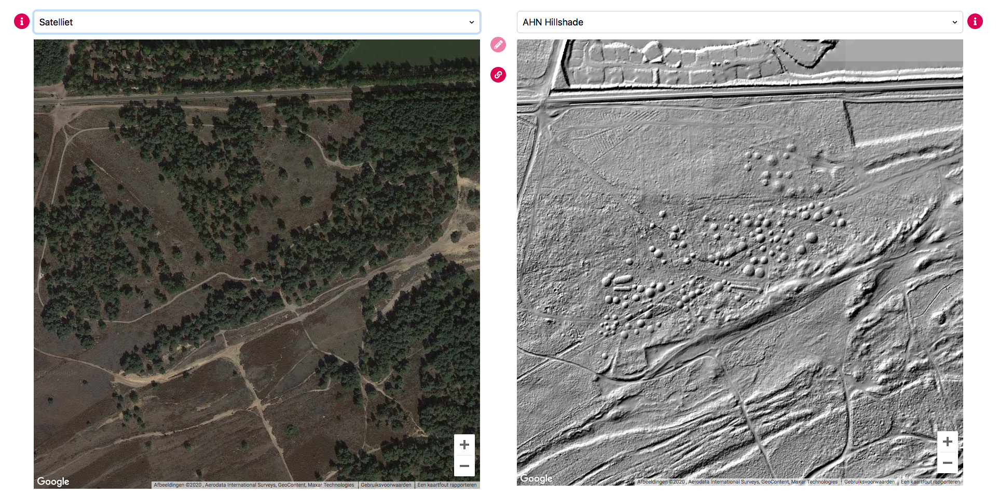 Satelliet
AHN Hillshade
Google
Afbeeldingen ©2020 , Aerodata International Surveys, GeoContent, Maxar Technologies
Gebruiksvoorwaarden
Een kaartfout rapporteren
Google
Afbeeldingen ©2020 , Aerodata International Surveys, GeoContent, Maxar Technologies
Gebruiksvoorwaarden
Een kaartfout rapporteren